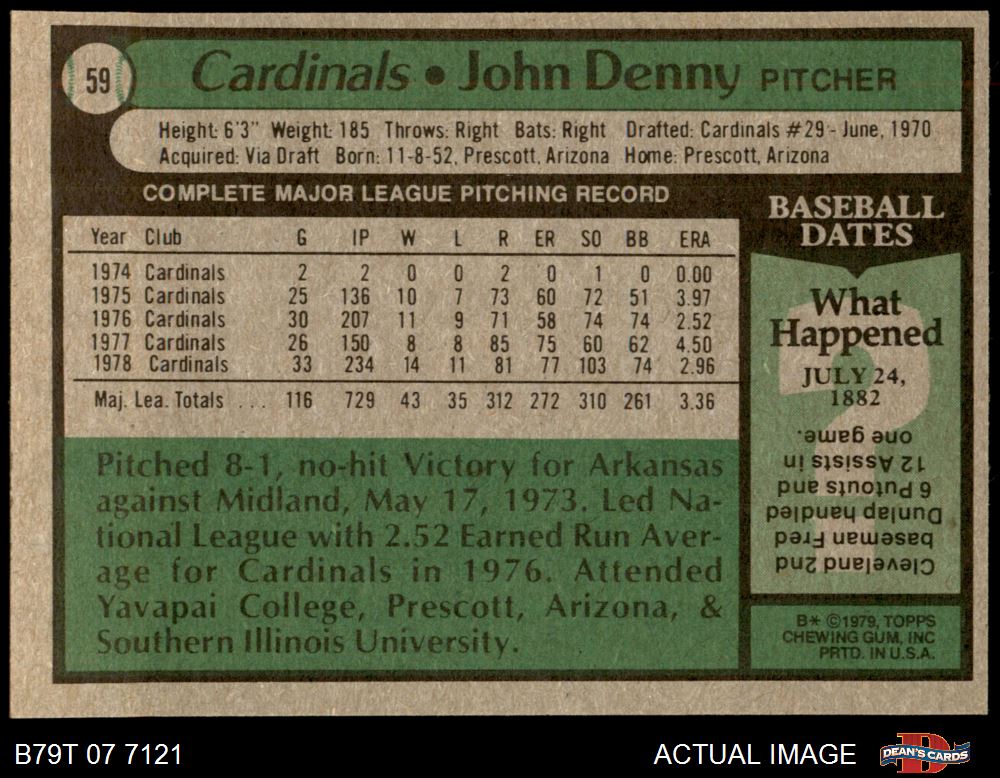 59
Cardinals • John Denny PITCHER
Height: 6'3" Weight: 185 Throws: Right Bats: Right Drafted: Cardinals #29 - June, 1970
Acquired: Via Draft Born: 11-8-52, Prescott, Arizona Home: Prescott, Arizona
COMPLETE MAJOR LEAGUE PITCHING RECORD
Year Club G IP W L R ER SO BB ERA
1974 Cardinals 2 2 0 0 2 0 1 0 0.00
1975 Cardinals 25 136 10 7 73 60 72 51 3.97
1976 Cardinals 30 207 11 9 71 58 74 74 2.52
1977 Cardinals 26 150 8 8 85 75 60 62 4.50
1978 Cardinals 33 234 14 11 81 77 103 74 2.96
Maj. Lea. Totals ... 116 729 43 35 312 272 310 261 3.36
Pitched 8-1, no-hit Victory for Arkansas
against Midland, May 17, 1973. Led Na-
tional League with 2.52 Earned Run Aver-
age for Cardinals in 1976. Attended
Yavapai College, Prescott, Arizona, &
Southern Illinois University.
BASEBALL
DATES
What
Happened
JULY 24,
1882
?
Cleveland 2nd
baseman Fred
Dunlap handled
6 Putouts and
12 Assists in
one game.
B* ©1979, TOPPS
CHEWING GUM, INC
PRTD. IN U.S.A.
B79T 07 7121
ACTUAL IMAGE
D
DEAN'S CARDS